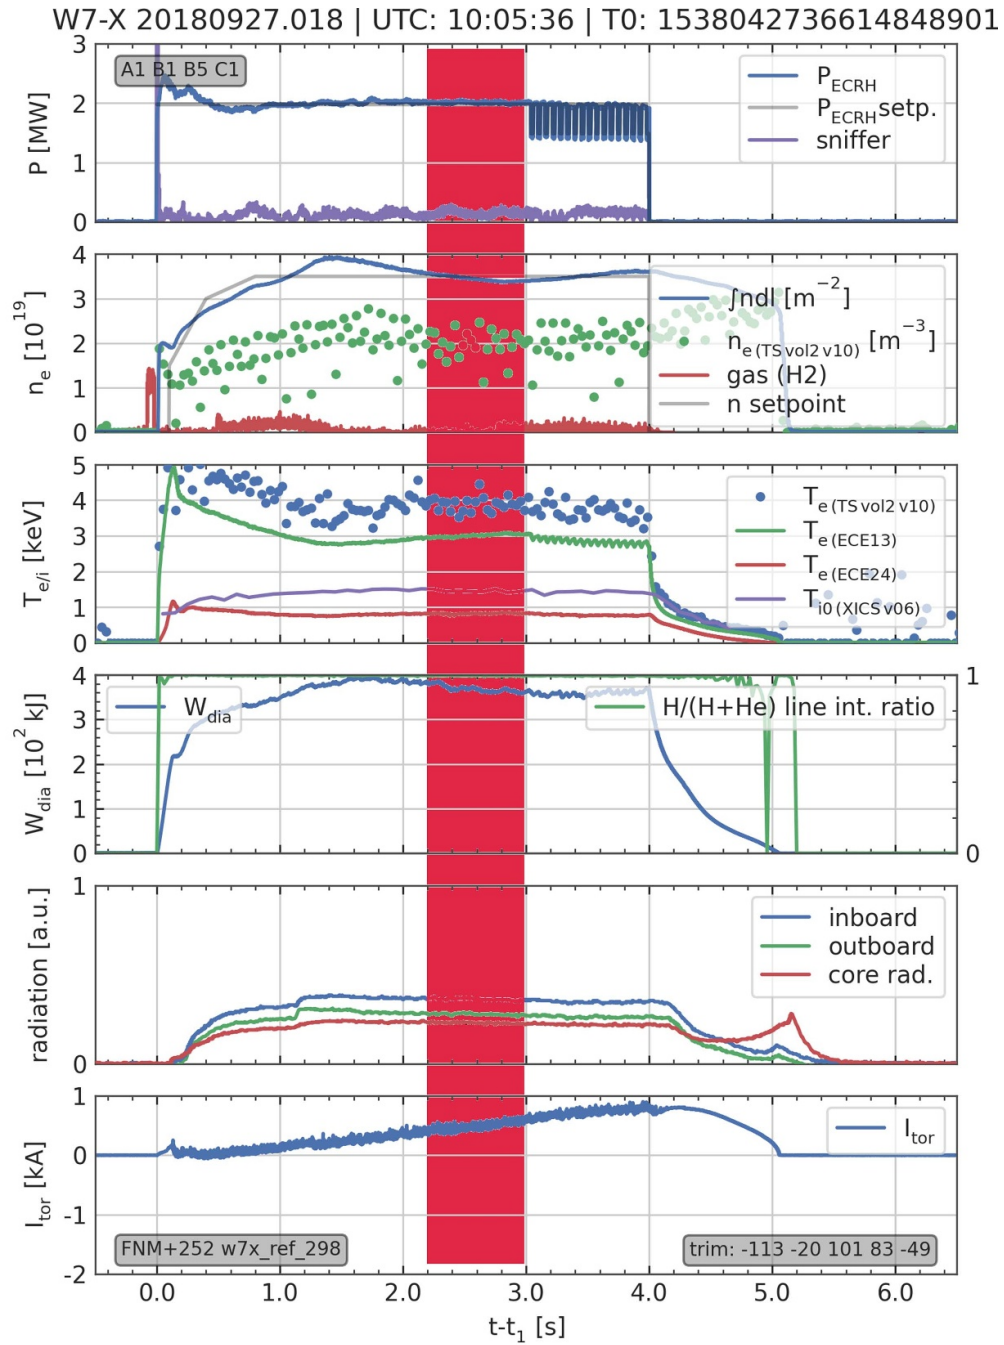 W7-X 20180927.018 | UTC: 10:05:36 | T0: 1538042736614848901
P [MW]
3
2
1
0
A1 B1 B5 C1
P_ECRH
P_ECRH setp.
sniffer
n_e [10^19]
4
3
2
1
0
∫ndl [m^−2]
n_e (TS vol2 v10) [m^−3]
gas (H2)
n setpoint
T_e/i [keV]
5
4
3
2
1
0
T_e (TS vol2 v10)
T_e (ECE13)
T_e (ECE24)
T_i0 (XICS v06)
W_dia [10^2 kJ]
4
3
2
1
0
W_dia
H/(H+He) line int. ratio
1
0
radiation [a.u.]
1
0
inboard
outboard
core rad.
I_tor [kA]
1
0
-1
-2
I_tor
FNM+252 w7x_ref_298
trim: -113 -20 101 83 -49
0.0 1.0 2.0 3.0 4.0 5.0 6.0
t-t_1 [s]